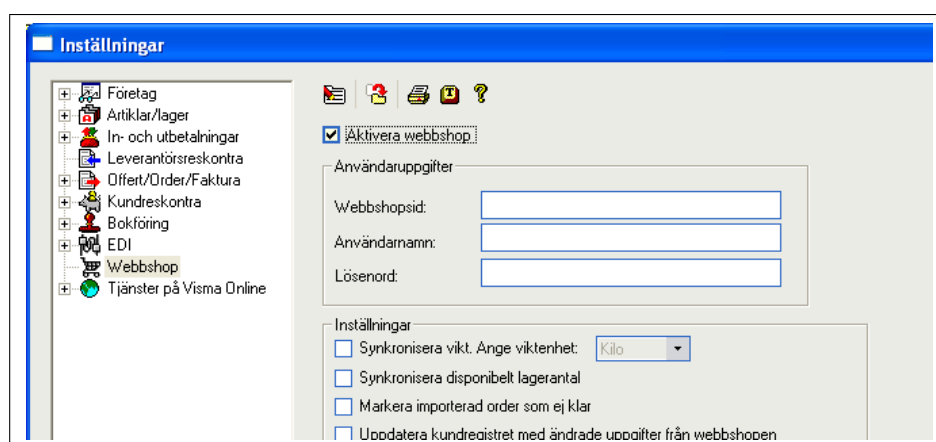 Inställningar
Företag
Artiklar/lager
In- och utbetalningar
Leverantörsreskontra
Offert/Order/Faktura
Kundreskontra
Bokföring
EDI
Webbshop
Tjänster på Visma Online
Aktivera webbshop
Användaruppgifter
Webbshopsid:
Användarnamn:
Lösenord:
Inställningar
Synkronisera vikt. Ange viktenhet: Kilo
Synkronisera disponibelt lagerantal
Markera importerad order som ej klar
Uppdatera kundregistret med ändrade uppgifter från webbshopen